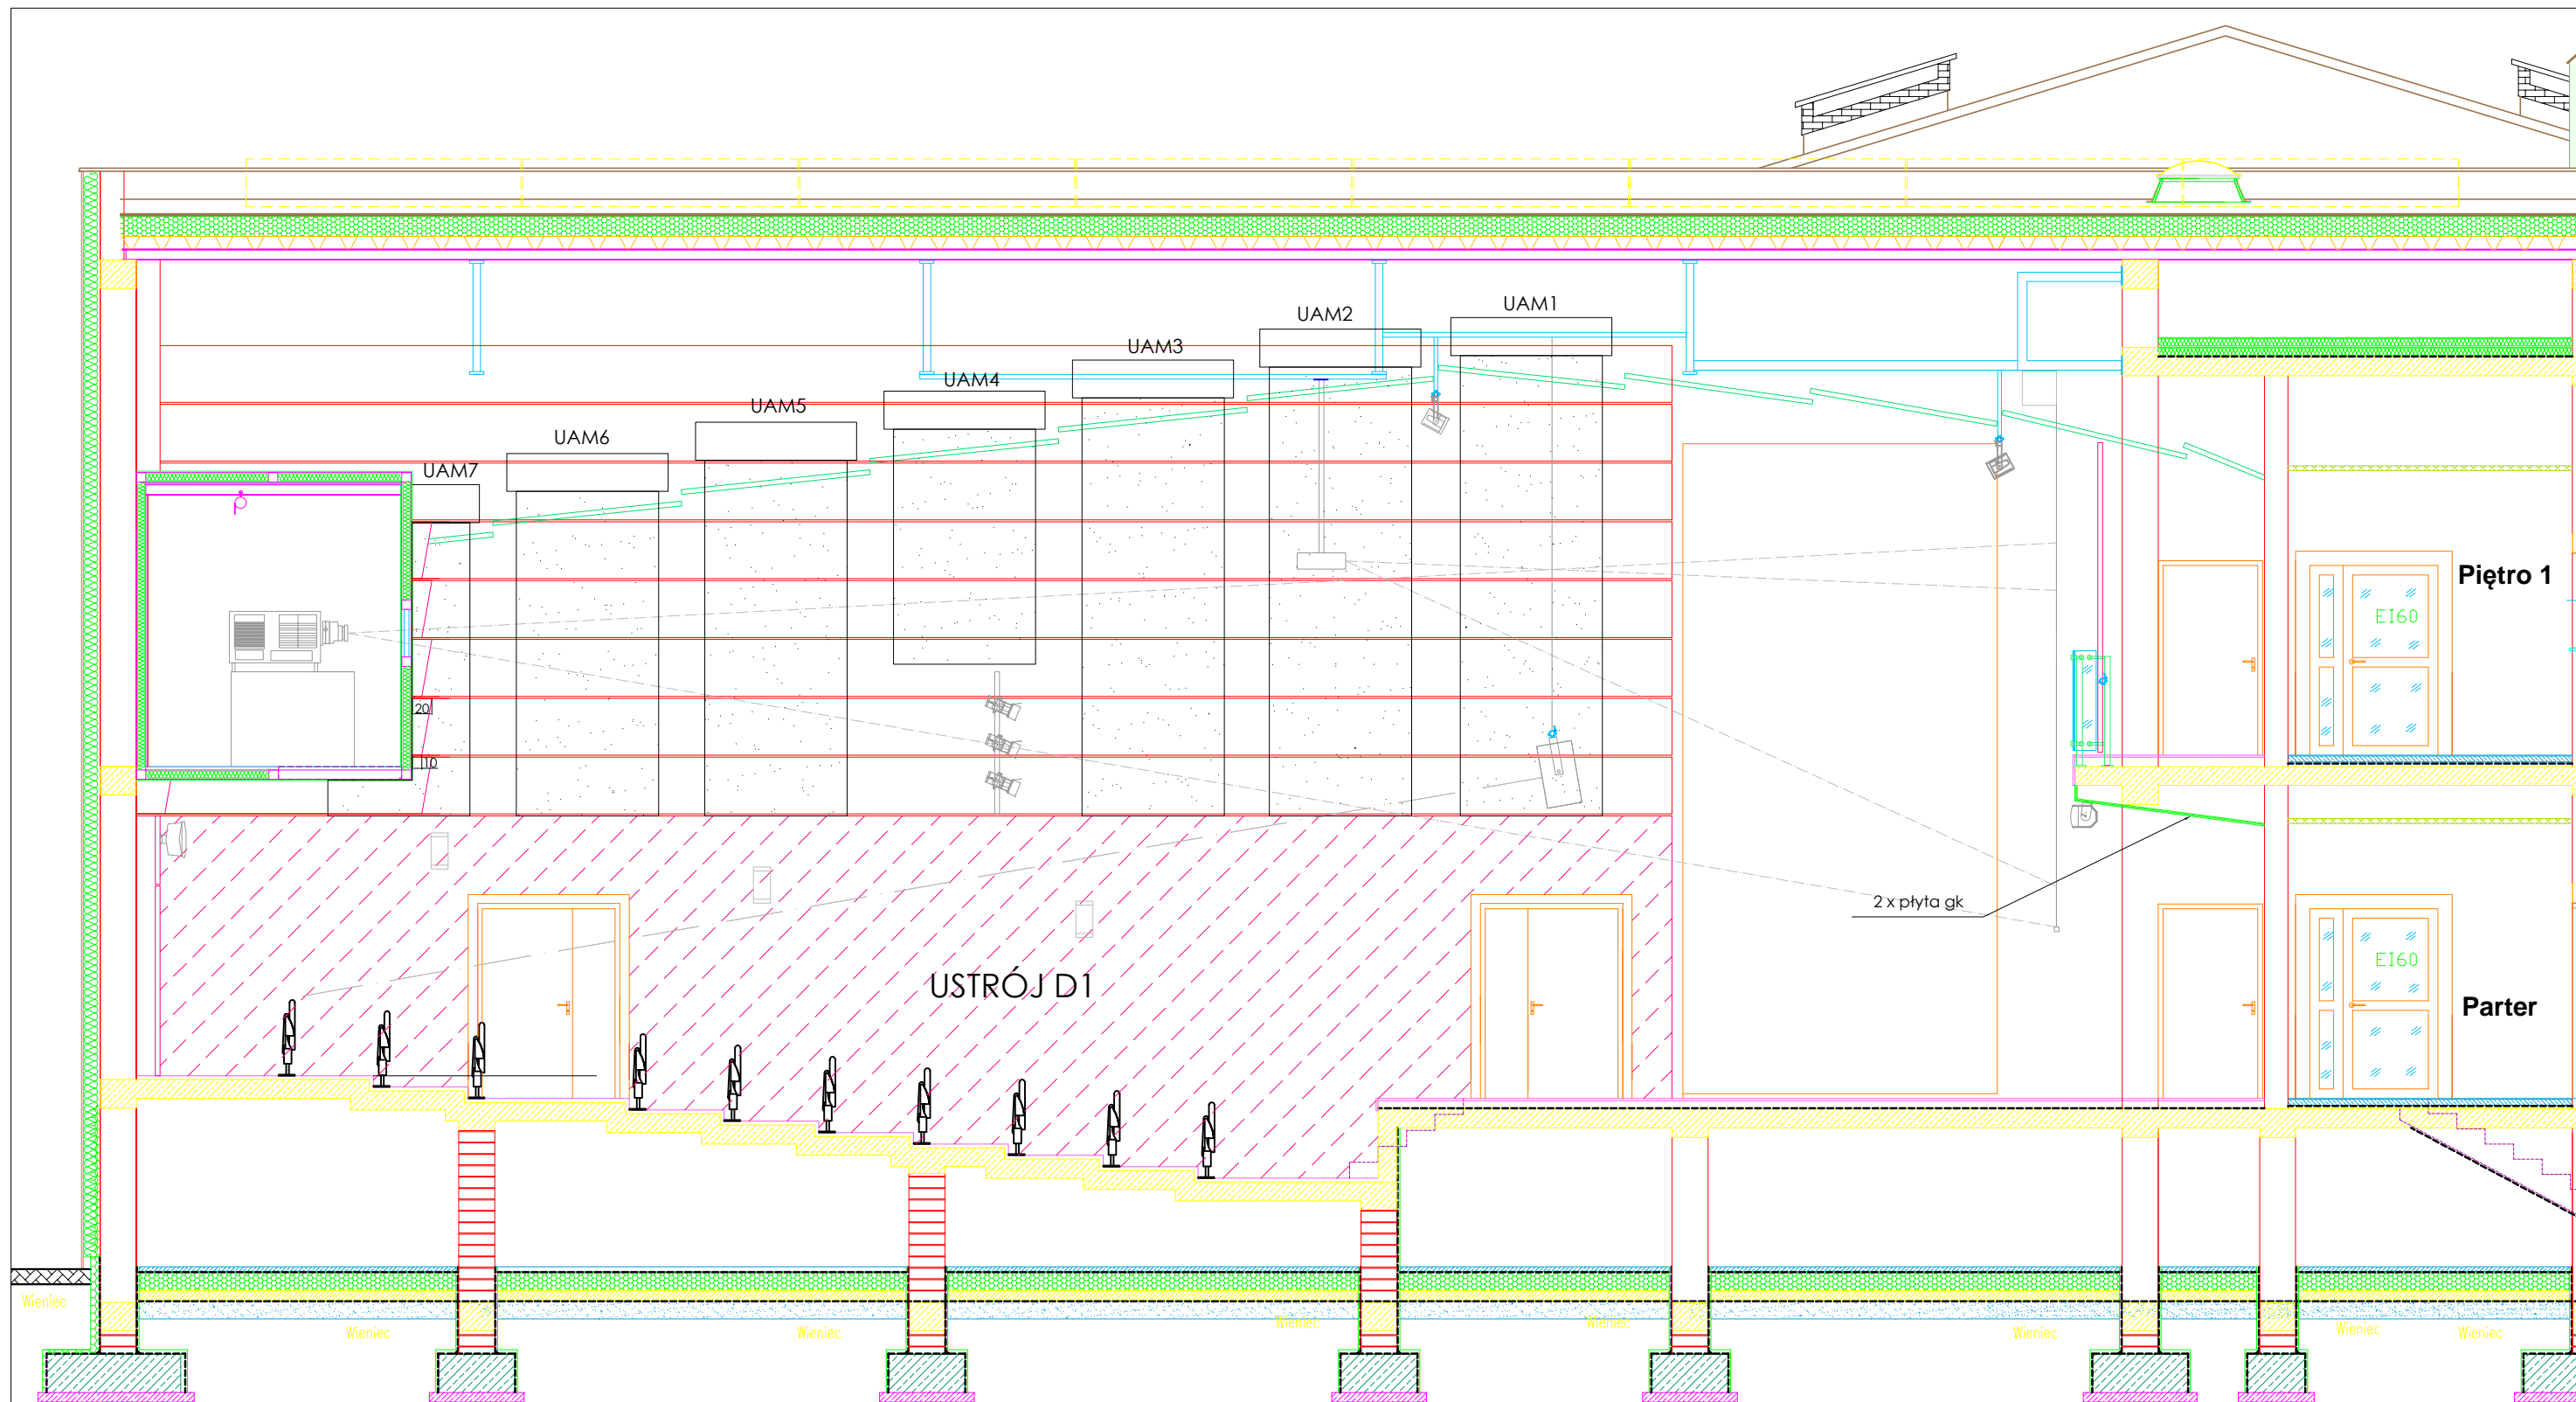 UAM1
UAM2
UAM3
UAM4
UAM5
UAM6
UAM7
Piętro 1
EI60
20
10
2 x płyta gk
EI60
USTRÓJ D1
Parter
Wieniec
Wieniec
Wieniec
Wieniec
Wieniec
Wieniec
Wieniec
Wieniec